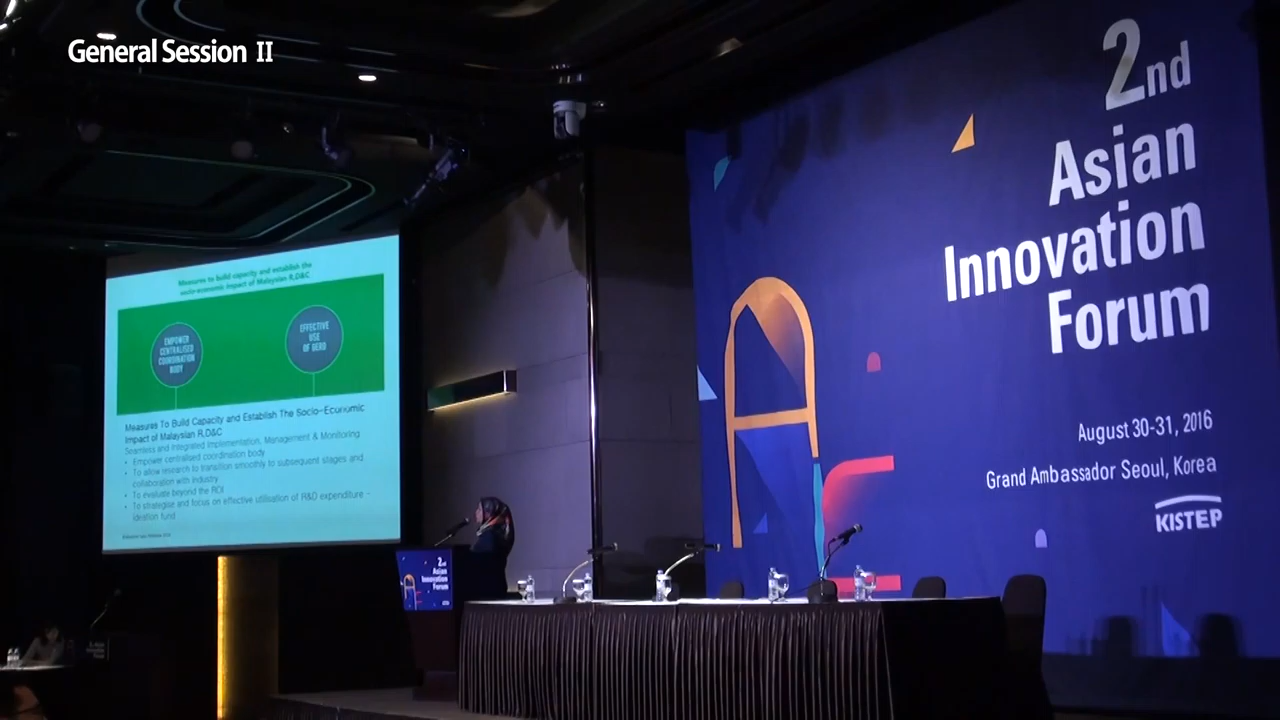 General Session II
2nd
Asian
Innovation
Forum
August 30-31, 2016
Grand Ambassador Seoul, Korea
KISTEP
Measures to build capacity and establish the
socio-economic impact of Malaysian R,D&C
EMPOWER
CENTRALISED
COORDINATION
BODY
EFFECTIVE
USE
OF GERD
Measures To Build Capacity and Establish The Socio-Economic
Impact of Malaysian R,D&C
Seamless and Integrated Implementation, Management & Monitoring
• Empower centralised coordination body
• To allow research to transition smoothly to subsequent stages and
collaboration with industry
• To evaluate beyond the ROI
• To strategise and focus on effective utilisation of R&D expenditure -
ideation fund
2nd
Asian
Innovation
Forum